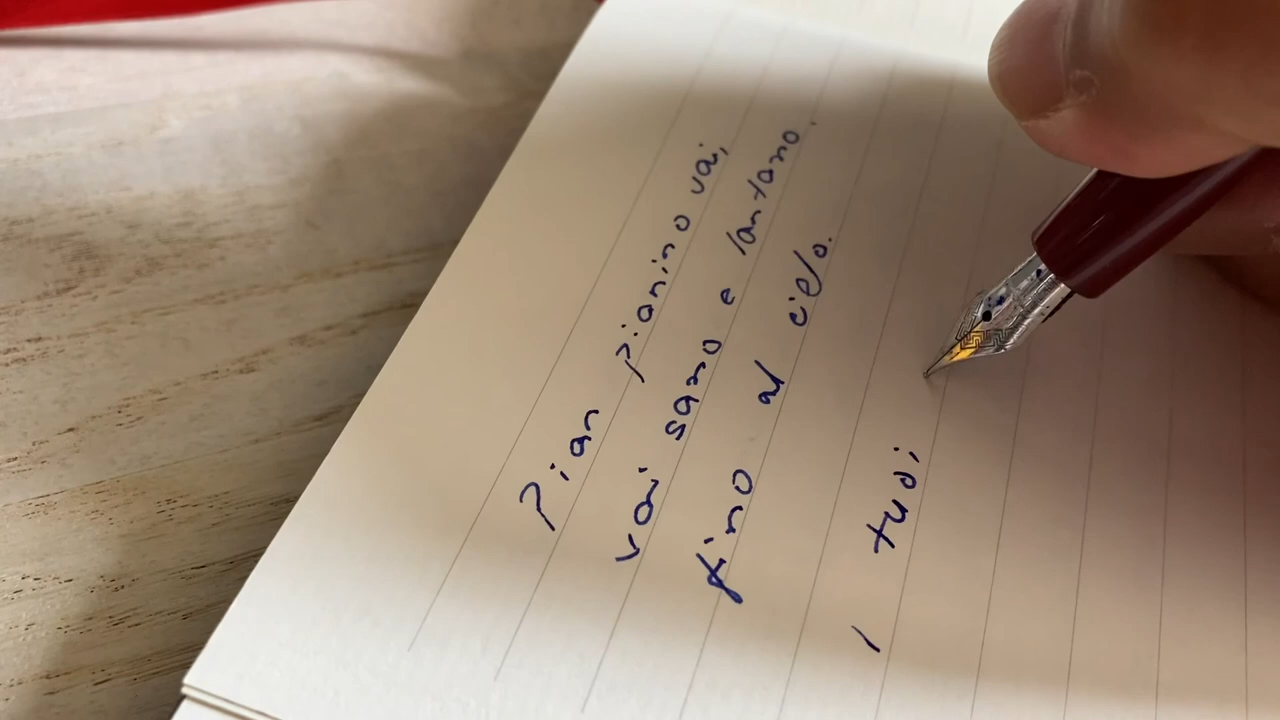 Pian pianino vai,
vai sano e lontano.
fino al cielo.
I tuoi